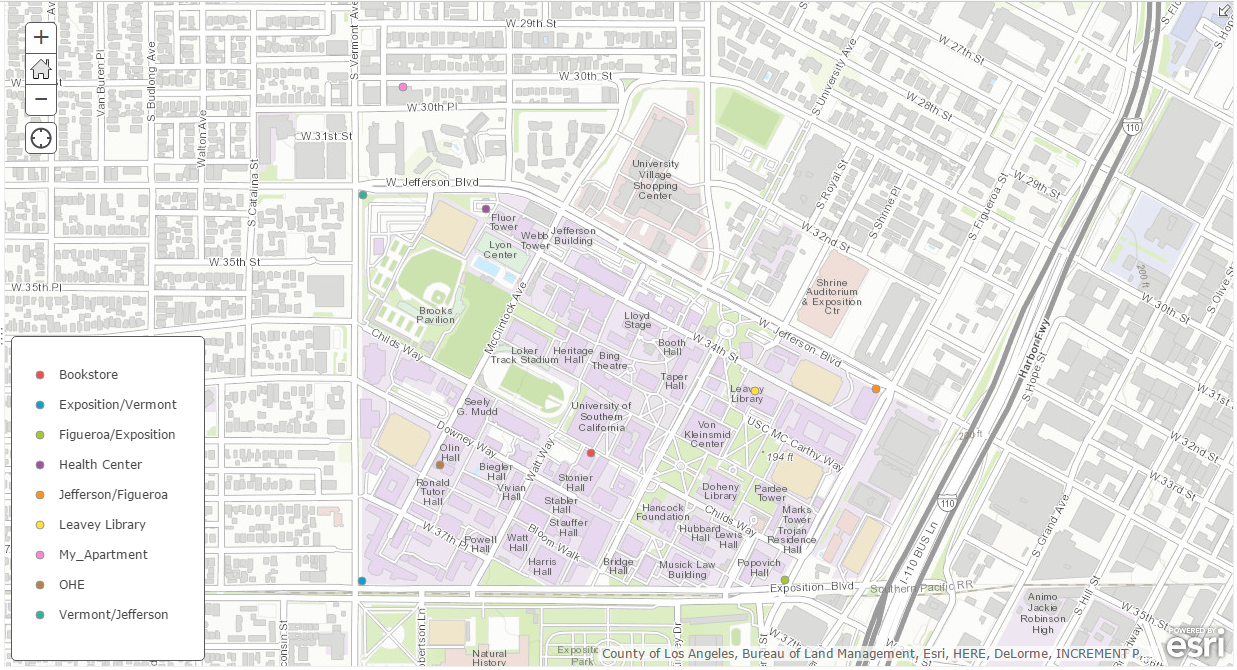 W. 29th St
S. Vermont Ave
Van Buren Pl
S. Budlong Ave
Walton Ave
W. 30th St
W. 30th Pl
W. 31st St
S. Catalina St
W. Jefferson Blvd
W. 35th St
W. 35th Pl
S. University Ave
W. 27th St
W. 28th St
W. 29th St
110
S. Royal St
S. Shrine Pl
S. Figueroa St
W. 32nd St
University
Village
Shopping
Center
Fluor
Tower
Webb
Tower
Jefferson
Building
Lyon
Center
Shrine
Auditorium
& Exposition
Ctr
200 ft
W. 30th St
S. Olive St
Brooks
Pavilion
McClintock Ave
Childs Way
Lloyd
Stage
W. Jefferson Blvd
W. 34th St
Booth
Hall
Loker
Track Stadium
Heritage
Hall
Bing
Theatre
Taper
Hall
Leavey
Library
Harbor Fwy
S. Hope St
W. 31st
Seely
G. Mudd
University of
Southern
California
Von
Kleinsmid
Center
USC McCarthy Way
194 ft
200 ft
W. 32nd St
W. 33rd St
Downey Way
Olin
Hall
Watt Way
Biegler
Hall
Ronald
Tutor
Hall
Vivian
Hall
Stonier
Hall
Stabler
Hall
Stauffer
Hall
Doheny
Library
Pardee
Tower
Hancock
Foundation
Childs Way
Hubbard
Hall
Lewis
Hall
Marks
Tower
Trojan
Residence
Hall
110
S. Grand Ave
W. 37th Pl
Powell
Hall
Watt
Hall
Bloom Walk
Harris
Hall
Bridge
Hall
Musick Law
Building
Popovich
Hall
Exposition Blvd
Southern Pacific RR
I-110 BUS Ln
Animo
Jackie
Robinson
High
S. Hill St
W. 35th St
W. 37th
Natural
History
Exposition
Park
Bookstore
Exposition/Vermont
Figueroa/Exposition
Health Center
Jefferson/Figueroa
Leavey Library
My_Apartment
OHE
Vermont/Jefferson
County of Los Angeles, Bureau of Land Management, Esri, HERE, DeLorme, INCREMENT P,...
POWERED BY
esri